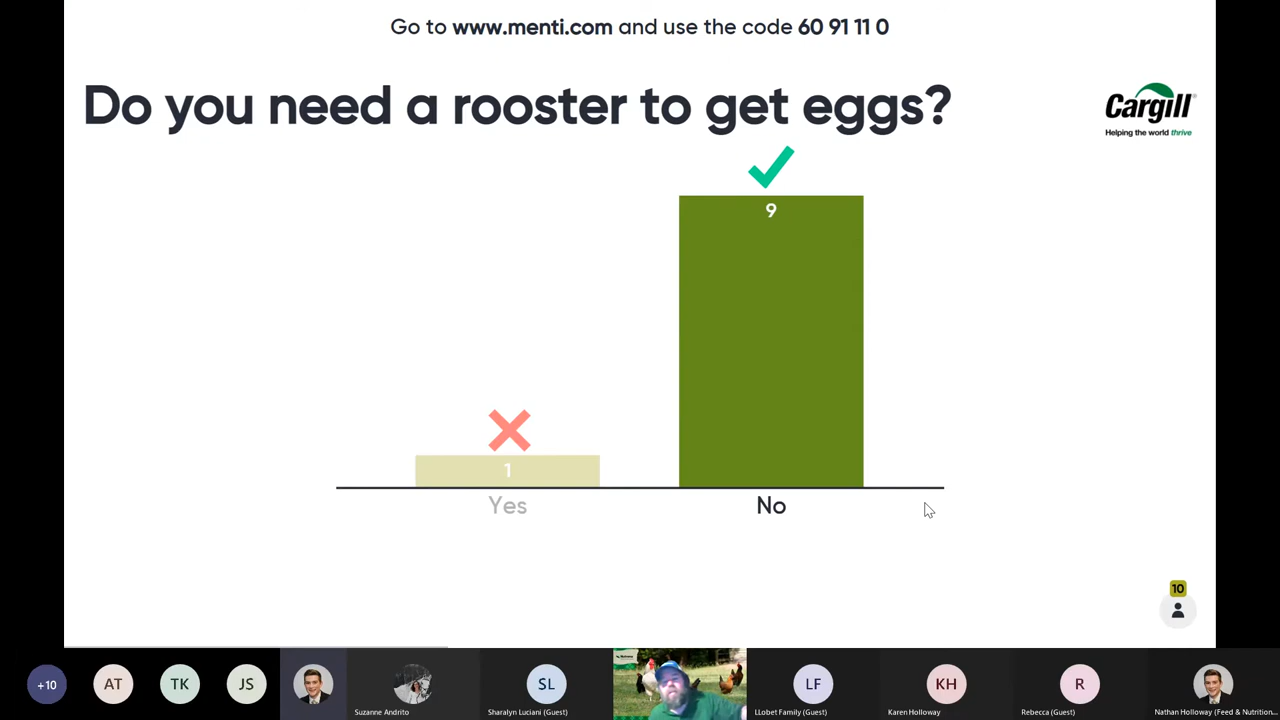 Go to www.menti.com and use the code 60 91 11 0
Do you need a rooster to get eggs?
Cargill®
Helping the world thrive
9
1
Yes
No
10
+10
AT
TK
JS
SL
LF
KH
R
Suzanne Andrito
Sharalyn Luciani (Guest)
LLobet Family (Guest)
Karen Holloway
Rebecca (Guest)
Nathan Holloway (Feed & Nutrition...